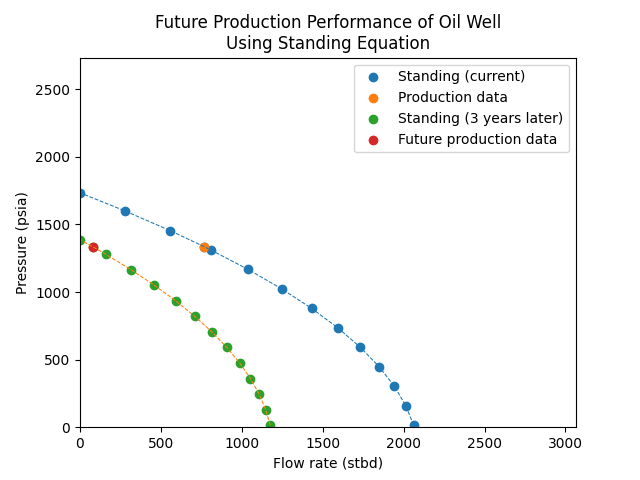 Future Production Performance of Oil Well
Using Standing Equation
Standing (current)
Production data
Standing (3 years later)
Future production data
Pressure (psia)
2500
2000
1500
1000
500
0
0 500 1000 1500 2000 2500 3000
Flow rate (stbd)